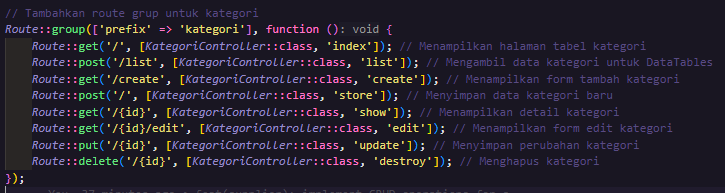 // Tambahkan route grup untuk kategori
Route::group(['prefix' => 'kategori'], function (): void {
    Route::get('/', [KategoriController::class, 'index']); // Menampilkan halaman tabel kategori
    Route::post('/list', [KategoriController::class, 'list']); // Mengambil data kategori untuk DataTables
    Route::get('/create', [KategoriController::class, 'create']); // Menampilkan form tambah kategori
    Route::post('/', [KategoriController::class, 'store']); // Menyimpan data kategori baru
    Route::get('/{id}', [KategoriController::class, 'show']); // Menampilkan detail kategori
    Route::get('/{id}/edit', [KategoriController::class, 'edit']); // Menampilkan form edit kategori
    Route::put('/{id}', [KategoriController::class, 'update']); // Menyimpan perubahan kategori
    Route::delete('/{id}', [KategoriController::class, 'destroy']); // Menghapus kategori
});